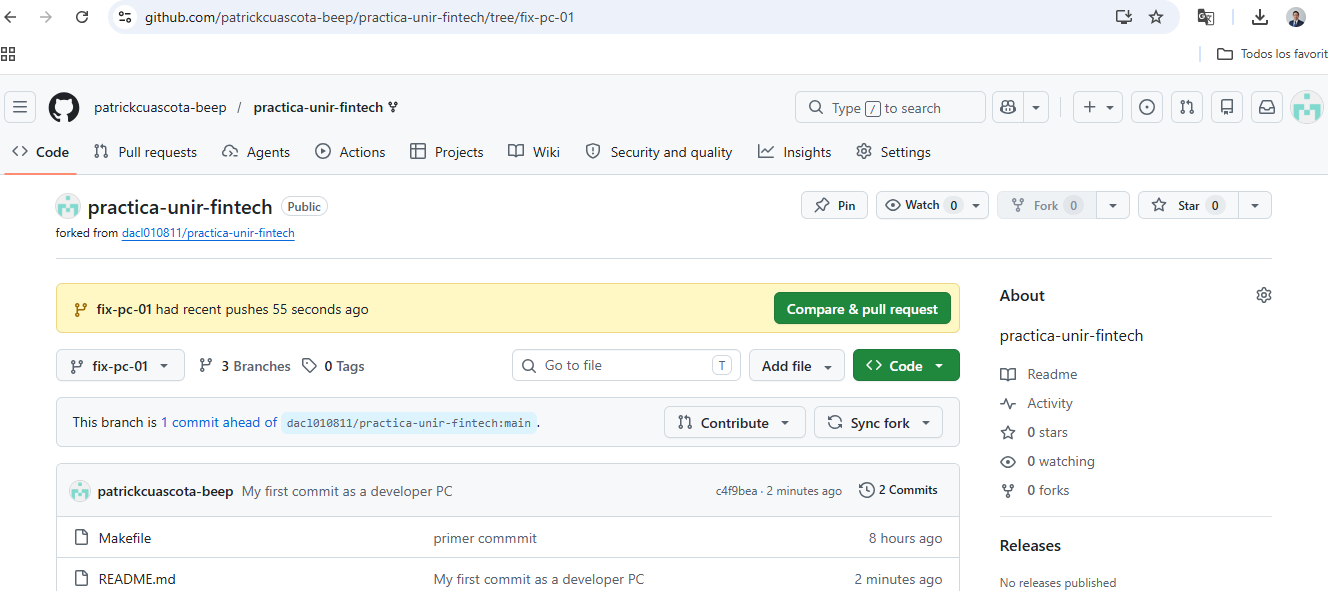 github.com/patrickcuascota-beep/practica-unir-fintech/tree/fix-pc-01
Todos los favorit
patrickcuascota-beep / practica-unir-fintech
Type / to search
Code Pull requests Agents Actions Projects Wiki Security and quality Insights Settings
practica-unir-fintech Public
Pin Watch 0 Fork 0 Star 0
forked from dacl010811/practica-unir-fintech
fix-pc-01 had recent pushes 55 seconds ago
Compare & pull request
fix-pc-01 3 Branches 0 Tags
Go to file T Add file <> Code
This branch is 1 commit ahead of dacl010811/practica-unir-fintech:main.
Contribute Sync fork
patrickcuascota-beep My first commit as a developer PC c4f9bea · 2 minutes ago 2 Commits
Makefile primer commmit 8 hours ago
README.md My first commit as a developer PC 2 minutes ago
About
practica-unir-fintech
Readme
Activity
0 stars
0 watching
0 forks
Releases
No releases published